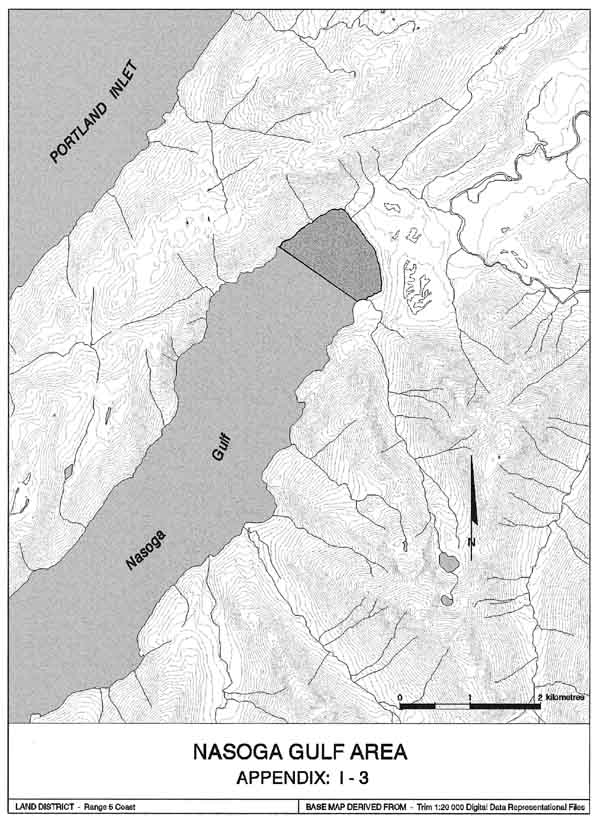 PORTLAND INLET
Nasoga Gulf
N
0 1 2 kilometres
NASOGA GULF AREA
APPENDIX: I - 3
LAND DISTRICT - Range 5 Coast
BASE MAP DERIVED FROM - Trim 1:20 000 Digital Data Representational Files